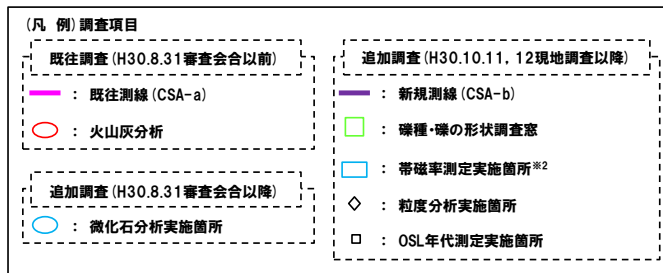 (凡 例)調査項目
既往調査(H30.8.31審査会合以前)
： 既往測線(CSA-a)
： 火山灰分析
追加調査(H30.8.31審査会合以降)
： 微化石分析実施箇所
追加調査(H30.10.11，12現地調査以降)
： 新規測線(CSA-b)
： 礫種・礫の形状調査窓
： 帯磁率測定実施箇所※2
： 粒度分析実施箇所
： OSL年代測定実施箇所